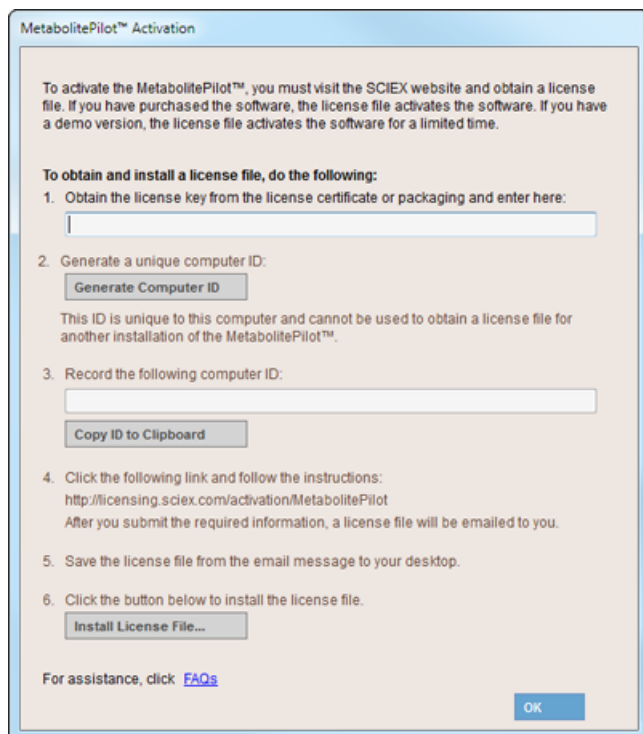 MetabolitePilot™ Activation
To activate the MetabolitePilot™, you must visit the SCIEX website and obtain a license
file. If you have purchased the software, the license file activates the software. If you have
a demo version, the license file activates the software for a limited time.
To obtain and install a license file, do the following:
1. Obtain the license key from the license certificate or packaging and enter here:
2. Generate a unique computer ID:
Generate Computer ID
This ID is unique to this computer and cannot be used to obtain a license file for
another installation of the MetabolitePilot™.
3. Record the following computer ID:
Copy ID to Clipboard
4. Click the following link and follow the instructions:
http://licensing.sciex.com/activation/MetabolitePilot
After you submit the required information, a license file will be emailed to you.
5. Save the license file from the email message to your desktop.
6. Click the button below to install the license file.
Install License File...
For assistance, click FAQs
OK